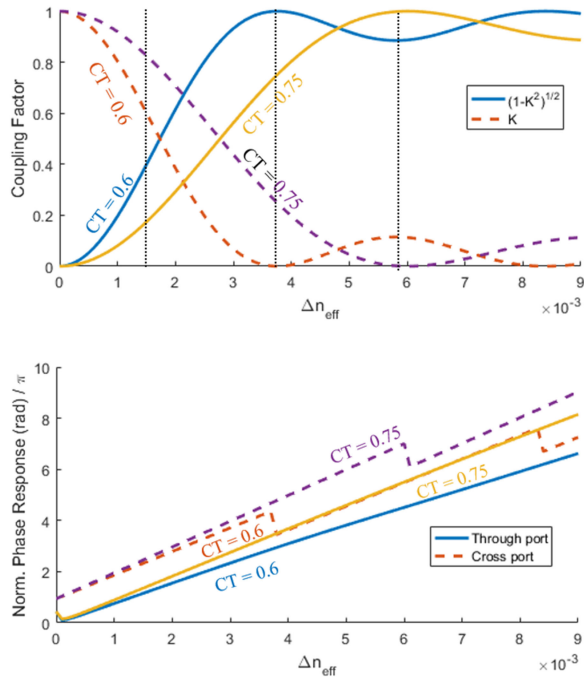 1
0.8
0.6
0.4
0.2
0
Coupling Factor
CT = 0.6
CT = 0.6
CT = 0.75
CT = 0.75
(1-K²)^1/2
K
0 1 2 3 4 5 6 7 8 9
Δn_eff
×10⁻³
10
8
6
4
2
0
Norm. Phase Response (rad) / π
CT = 0.75
CT = 0.6
CT = 0.6
CT = 0.75
Through port
Cross port
0 1 2 3 4 5 6 7 8 9
Δn_eff
×10⁻³